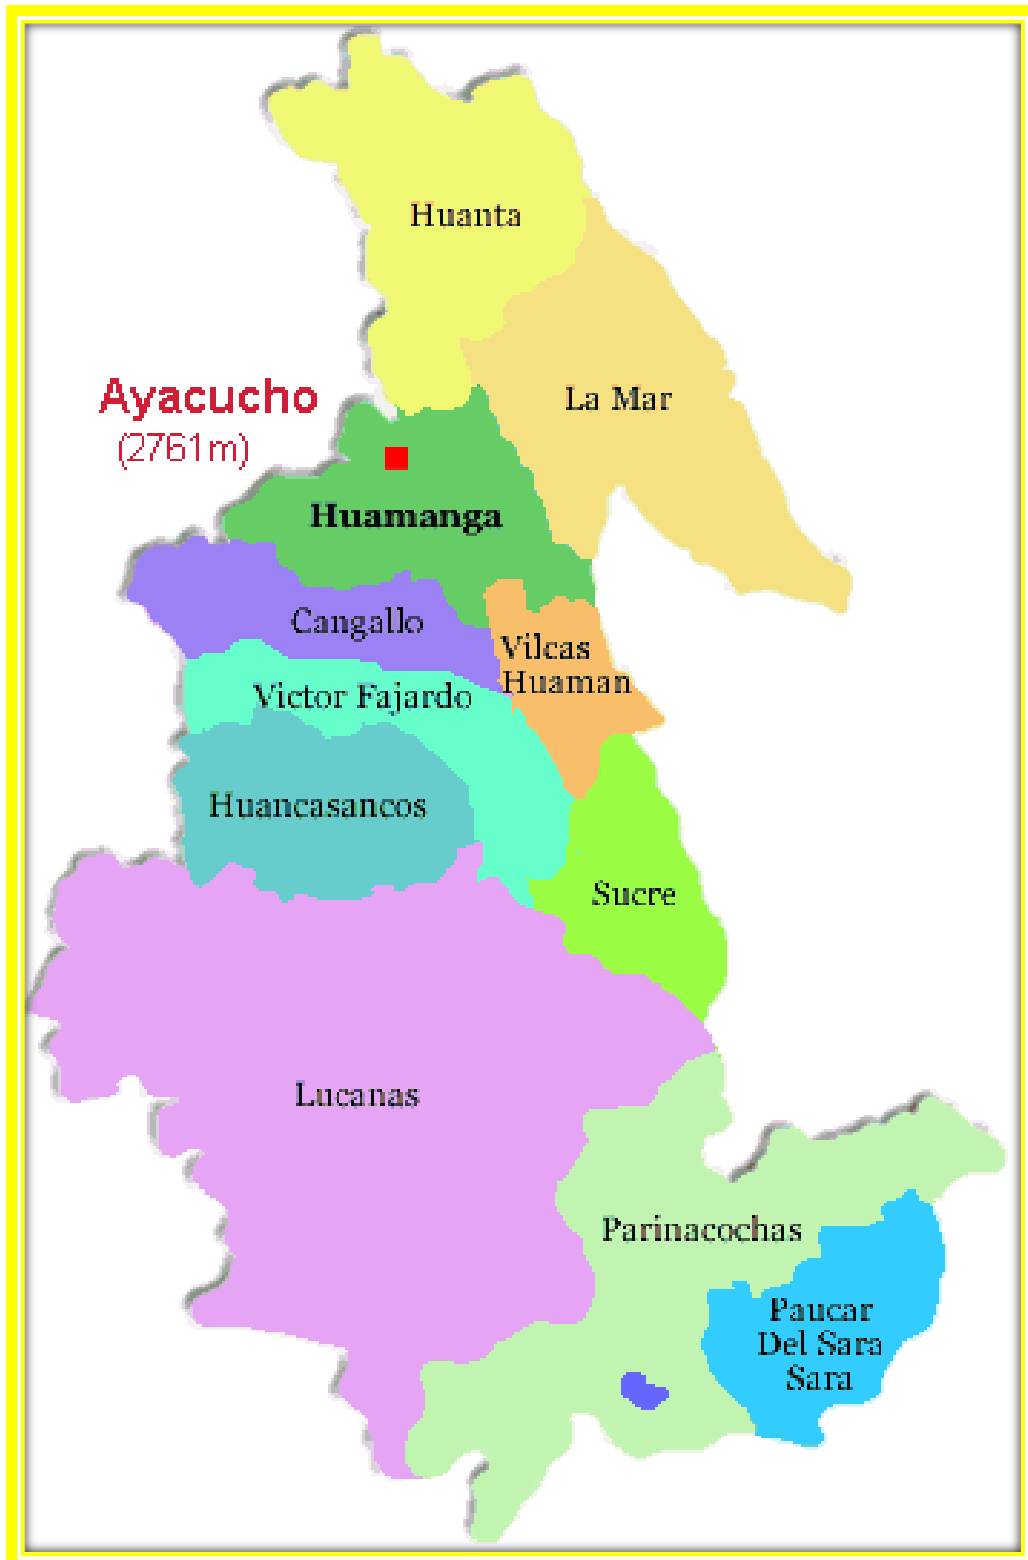 Huanta
La Mar
Ayacucho
(2761m)
Huamanga
Cangallo
Vilcas
Huaman
Victor Fajardo
Huancasancos
Sucre
Lucanas
Parinacochas
Paucar
Del Sara
Sara